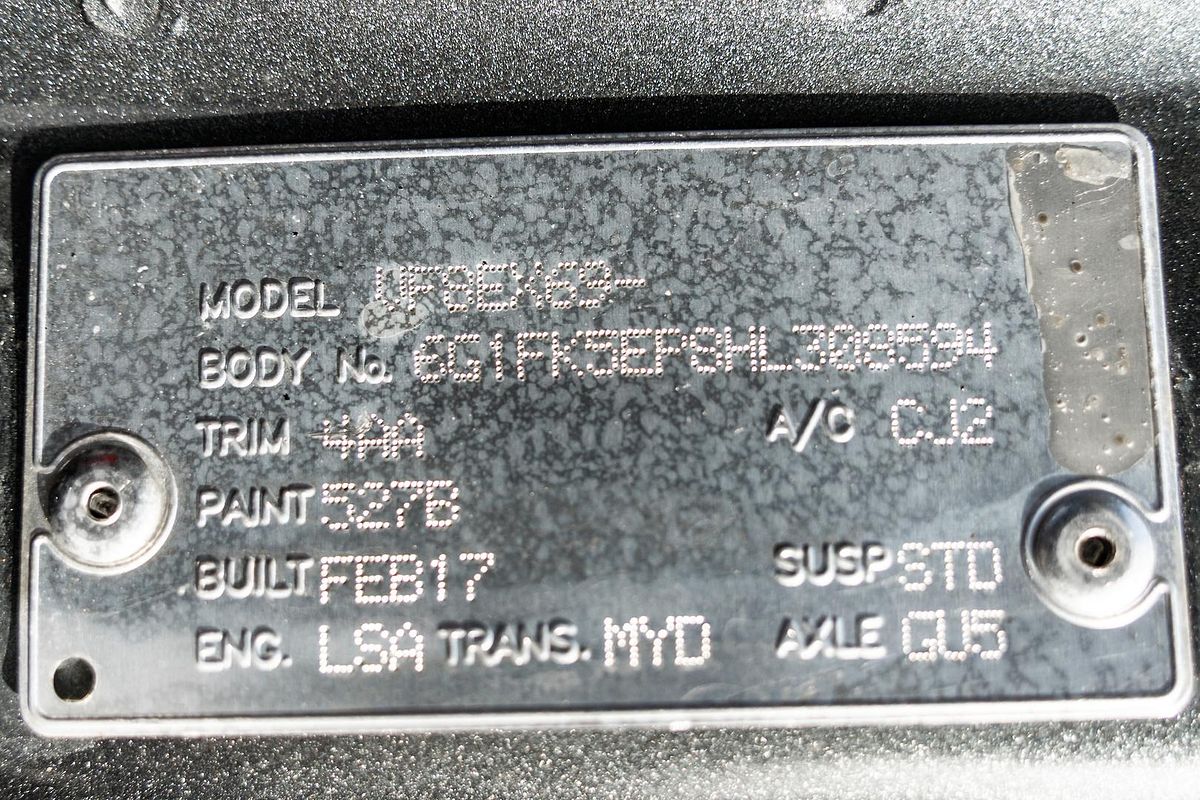 MODEL VF8EX69-
BODY No. 6G1FK5EP8HL308594
TRIM 4AA A/C CJ2
PAINT 527B
BUILT FEB17 SUSP STD
ENG. LSA TRANS. MYD AXLE GU5